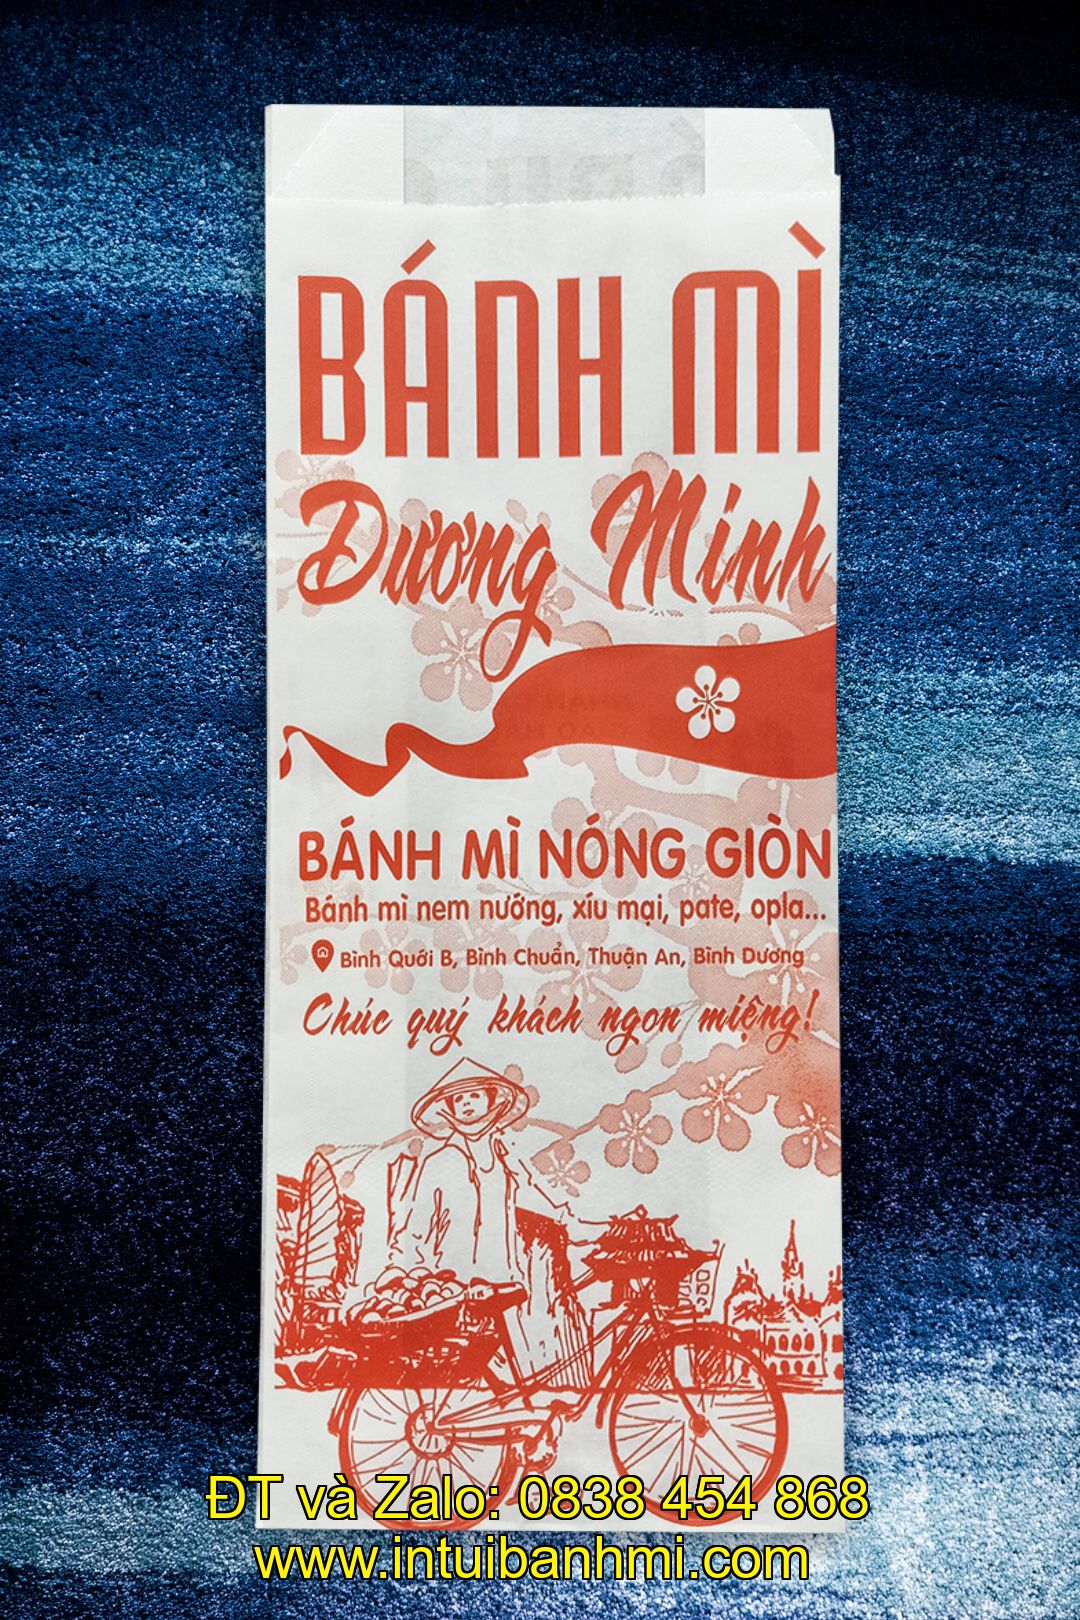 BÁNH MÌ
Dương Minh
BÁNH MÌ NÓNG GIÒN
Bánh mì nem nướng, xíu mại, pate, opla...
Bình Quới B, Bình Chuẩn, Thuận An, Bình Dương
Chúc quý khách ngon miệng!
ĐT và Zalo: 0838 454 868
www.intuibanhmi.com